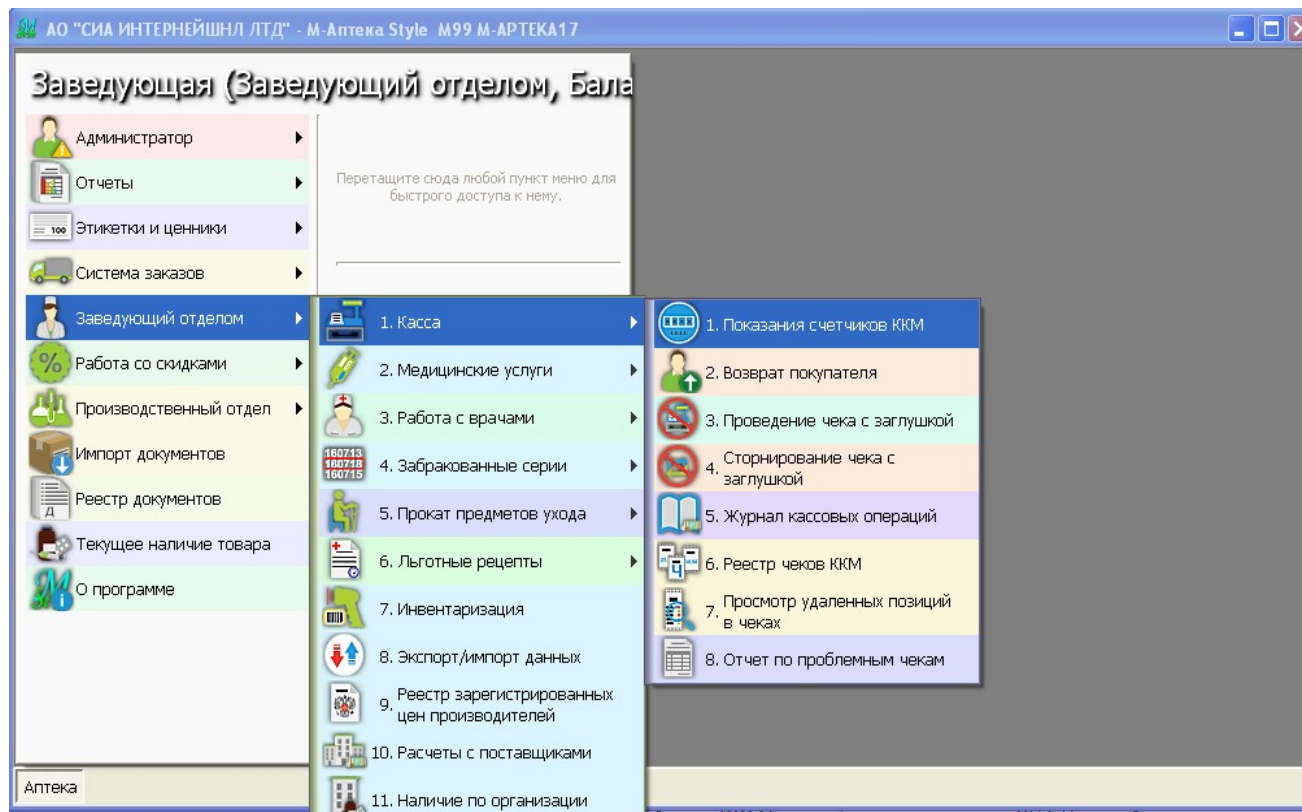 АО "СИА ИНТЕРНЕЙШНЛ ЛТД" - М-Аптека Style M99 M-APTEKA17
Заведующая (Заведующий отделом, Бала
Администратор
Отчеты
Этикетки и ценники
Система заказов
Заведующий отделом
Работа со скидками
Производственный отдел
Импорт документов
Реестр документов
Текущее наличие товара
О программе
Перетащите сюда любой пункт меню для
быстрого доступа к нему.
1. Касса
2. Медицинские услуги
3. Работа с врачами
4. Забракованные серии
5. Прокат предметов ухода
6. Льготные рецепты
7. Инвентаризация
8. Экспорт/импорт данных
9. Реестр зарегистрированных
цен производителей
10. Расчеты с поставщиками
11. Наличие по организации
1. Показания счетчиков ККМ
2. Возврат покупателя
3. Проведение чека с заглушкой
4. Сторнирование чека с
заглушкой
5. Журнал кассовых операций
6. Реестр чеков ККМ
7. Просмотр удаленных позиций
в чеках
8. Отчет по проблемным чекам
Аптека